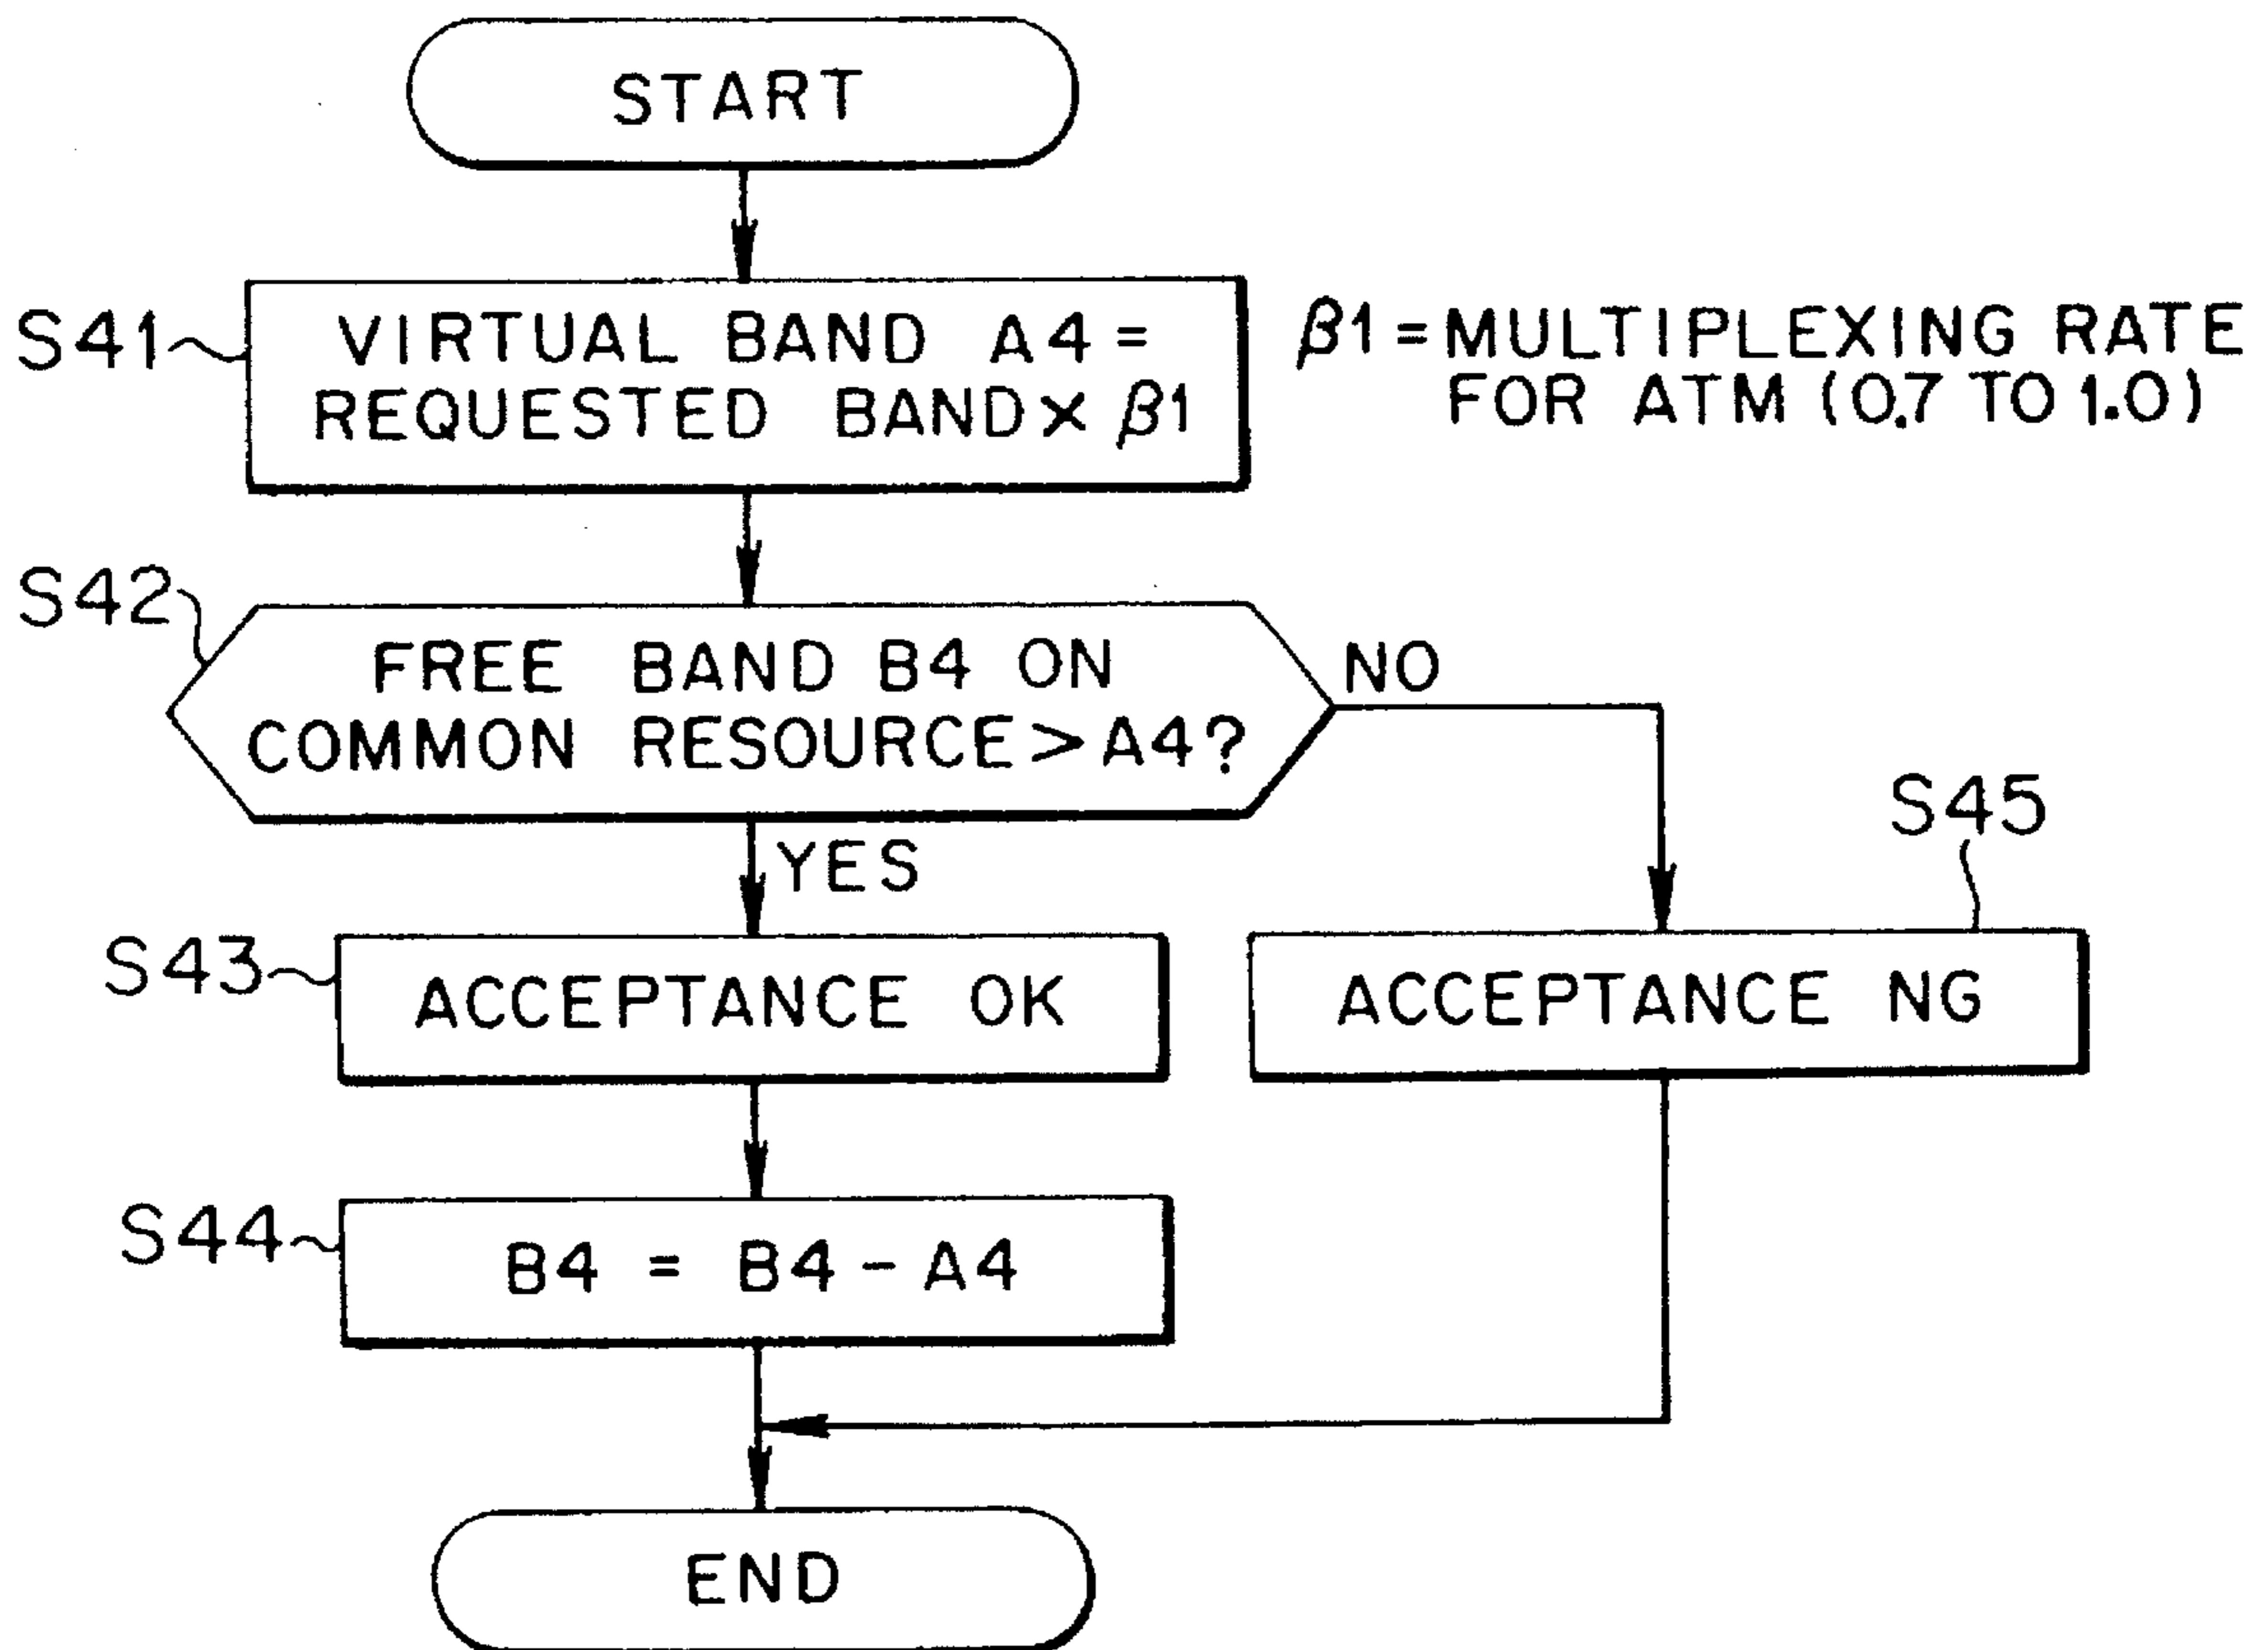 START
S41
VIRTUAL BAND A4 =
REQUESTED BAND × β1
β1 = MULTIPLEXING RATE
FOR ATM (0.7 TO 1.0)
S42
FREE BAND B4 ON
COMMON RESOURCE > A4?
NO
YES
S45
S43
ACCEPTANCE OK
ACCEPTANCE NG
S44
B4 = B4 - A4
END